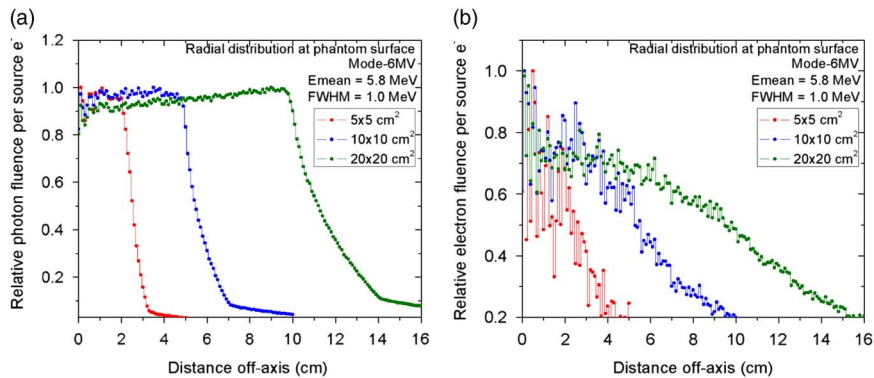 (a)
Relative photon fluence per source e⁻
1.2
1.0
0.8
0.6
0.4
0.2
0
2
4
6
8
10
12
14
16
Distance off-axis (cm)
Radial distribution at phantom surface
Mode-6MV
Emean = 5.8 MeV
FWHM = 1.0 MeV
5x5 cm²
10x10 cm²
20x20 cm²
(b)
Relative electron fluence per source e⁻
1.0
0.8
0.6
0.4
0.2
0
2
4
6
8
10
12
14
16
Distance off-axis (cm)
Radial distribution at phantom surface
Mode-6MV
Emean = 5.8 MeV
FWHM = 1.0 MeV
5x5 cm²
10x10 cm²
20x20 cm²